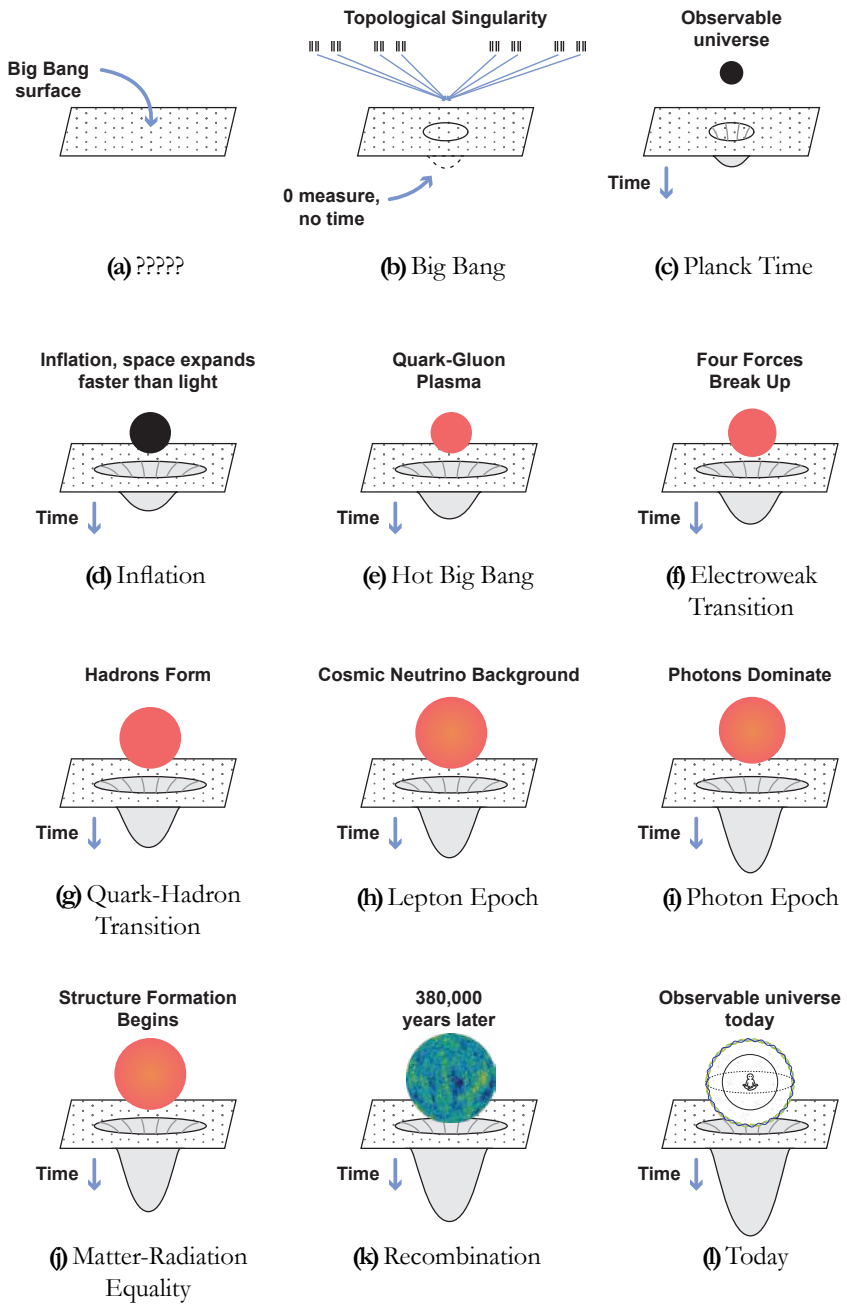 Big Bang
surface
(a) ?????
Topological Singularity
0 measure,
no time
(b) Big Bang
Observable
universe
Time
(c) Planck Time
Inflation, space expands
faster than light
Time
(d) Inflation
Quark-Gluon
Plasma
Time
(e) Hot Big Bang
Four Forces
Break Up
Time
(f) Electroweak
Transition
Hadrons Form
Time
(g) Quark-Hadron
Transition
Cosmic Neutrino Background
Time
(h) Lepton Epoch
Photons Dominate
Time
(i) Photon Epoch
Structure Formation
Begins
Time
(j) Matter-Radiation
Equality
380,000
years later
Time
(k) Recombination
Observable universe
today
Time
(l) Today